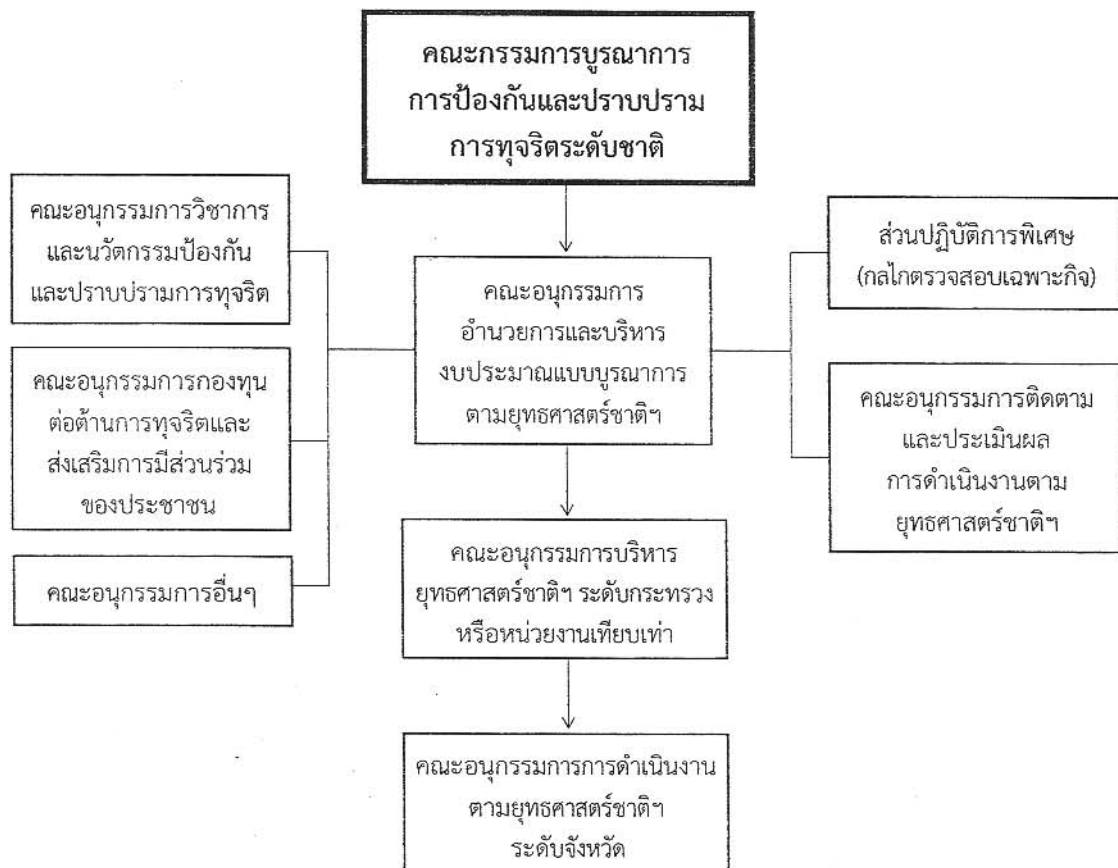 คณะกรรมการบูรณาการ
การป้องกันและปราบปราม
การทุจริตระดับชาติ
คณะอนุกรรมการวิชาการ
และนวัตกรรมป้องกัน
และปราบปรามการทุจริต
คณะอนุกรรมการกองทุน
ต่อต้านการทุจริตและ
ส่งเสริมการมีส่วนร่วม
ของประชาชน
คณะอนุกรรมการอื่นๆ
คณะอนุกรรมการ
อำนวยการและบริหาร
งบประมาณแบบบูรณาการ
ตามยุทธศาสตร์ชาติฯ
ส่วนปฏิบัติการพิเศษ
(กลไกตรวจสอบเฉพาะกิจ)
คณะอนุกรรมการติดตาม
และประเมินผล
การดำเนินงานตาม
ยุทธศาสตร์ชาติฯ
คณะอนุกรรมการบริหาร
ยุทธศาสตร์ชาติฯ ระดับกระทรวง
หรือหน่วยงานเทียบเท่า
คณะอนุกรรมการการดำเนินงาน
ตามยุทธศาสตร์ชาติฯ
ระดับจังหวัด